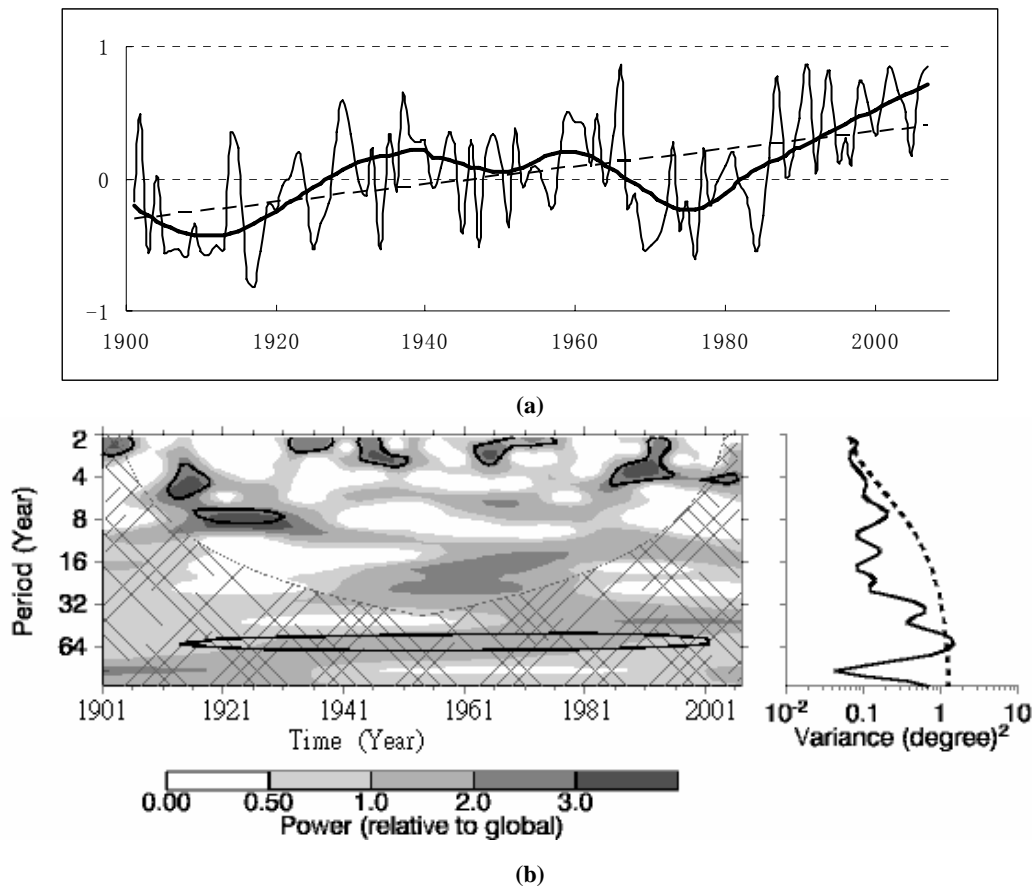 1
0
−1
1900 1920 1940 1960 1980 2000
(a)
2
4
8
16
32
64
Period (Year)
1901 1921 1941 1961 1981 2001
Time (Year)
10-2 0.1 1 10
Variance (degree)2
0.00 0.50 1.0 2.0 3.0
Power (relative to global)
(b)